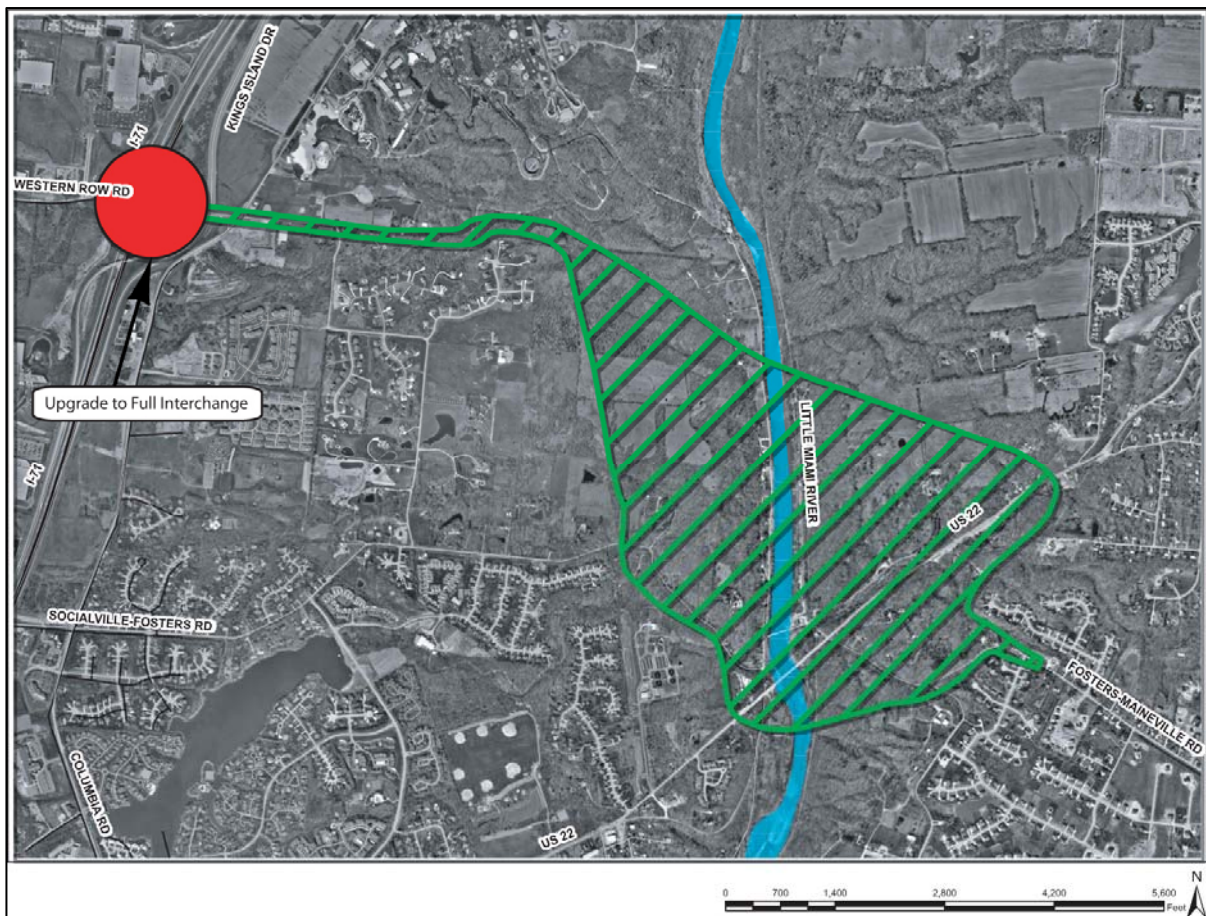 KINGS ISLAND DR
I-71
WESTERN ROW RD
Upgrade to Full Interchange
LITTLE MIAMI RIVER
I-71
US 22
SOCIALVILLE-FOSTERS RD
FOSTERS-MAINEVILLE RD
COLUMBIA RD
US 22
N
0 700 1,400 2,800 4,200 5,600
Feet